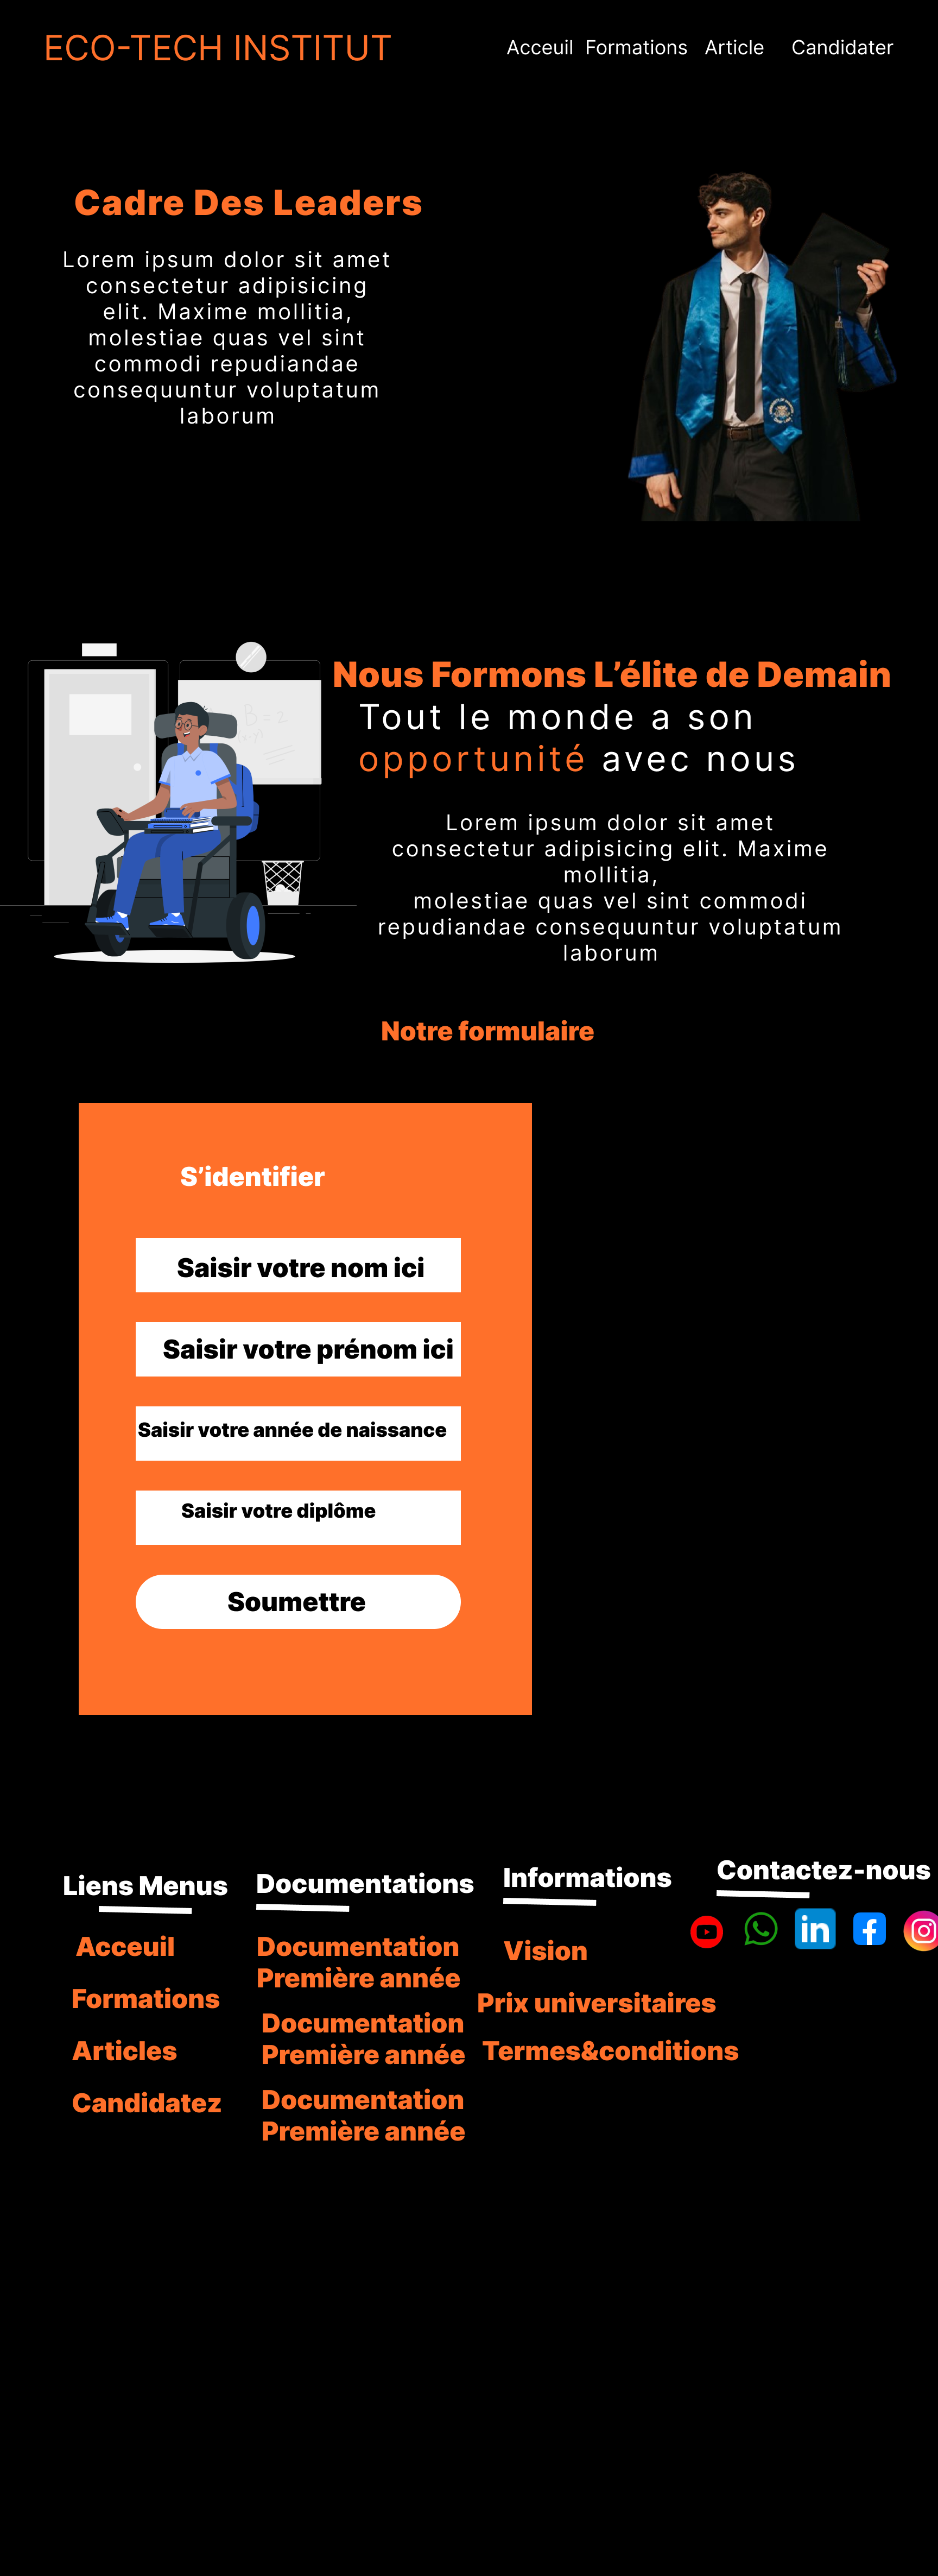 ECO-TECH INSTITUT
Acceuil Formations Article Candidater
Cadre Des Leaders
Lorem ipsum dolor sit amet
consectetur adipisicing
elit. Maxime mollitia,
molestiae quas vel sint
commodi repudiandae
consequuntur voluptatum
laborum
Nous Formons L’élite de Demain
Tout le monde a son
opportunité avec nous
B=2
Lorem ipsum dolor sit amet
consectetur adipisicing elit. Maxime
mollitia,
molestiae quas vel sint commodi
repudiandae consequuntur voluptatum
laborum
Notre formulaire
S’identifier
Saisir votre nom ici
Saisir votre prénom ici
Saisir votre année de naissance
Saisir votre diplôme
Soumettre
Liens Menus
Acceuil
Formations
Articles
Candidatez
Documentations
Documentation
Première année
Documentation
Première année
Documentation
Première année
Informations
Vision
Prix universitaires
Termes&conditions
Contactez-nous
in